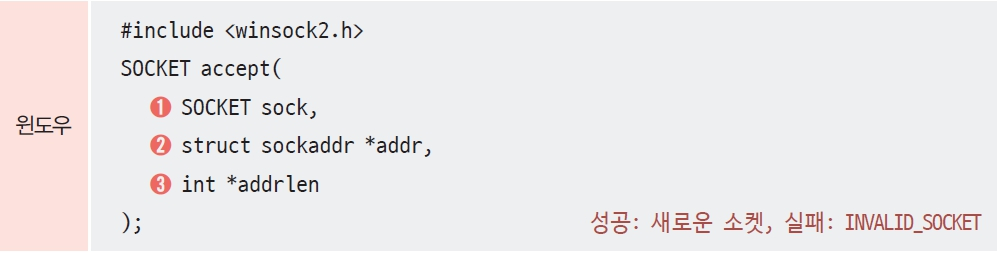 윈도우
#include <winsock2.h>
SOCKET accept(
❶ SOCKET sock,
❷ struct sockaddr *addr,
❸ int *addrlen
);
성공: 새로운 소켓, 실패: INVALID_SOCKET